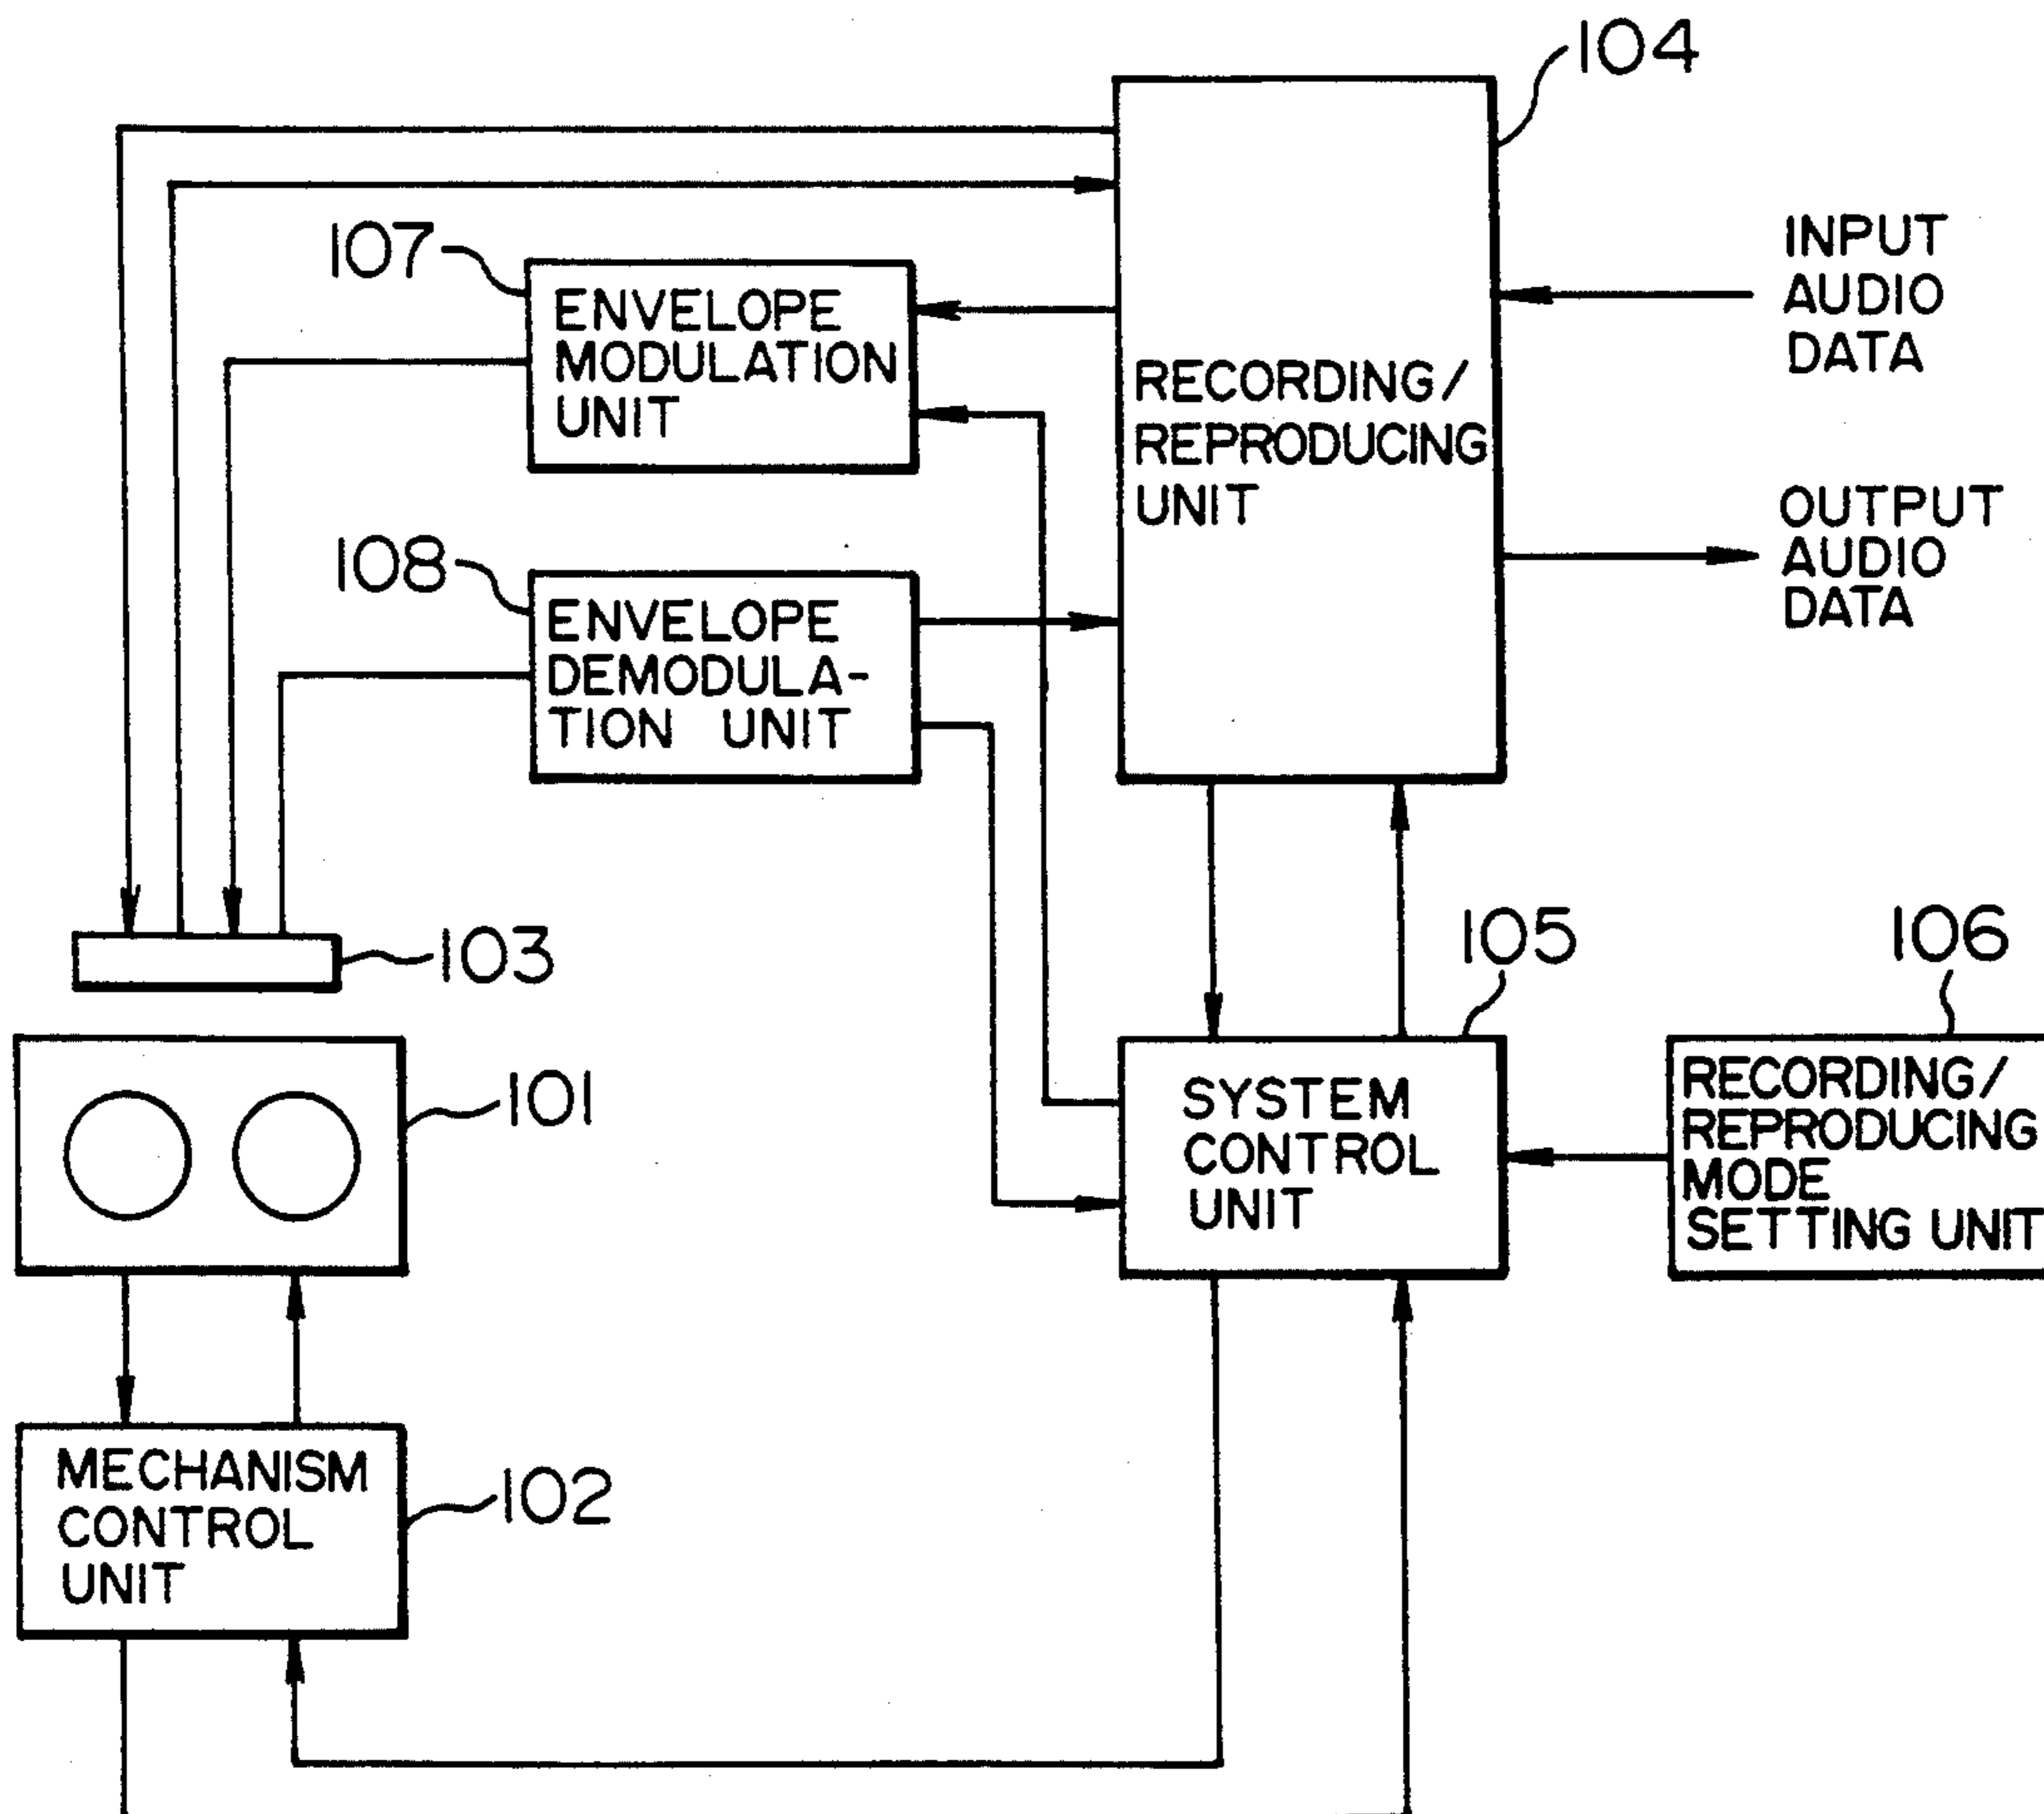 104
INPUT
AUDIO
DATA
107
ENVELOPE
MODULATION
UNIT
RECORDING/
REPRODUCING
UNIT
OUTPUT
AUDIO
DATA
108
ENVELOPE
DEMODULA-
TION UNIT
103
105
106
101
SYSTEM
CONTROL
UNIT
RECORDING/
REPRODUCING
MODE
SETTING UNIT
MECHANISM
CONTROL
UNIT
102